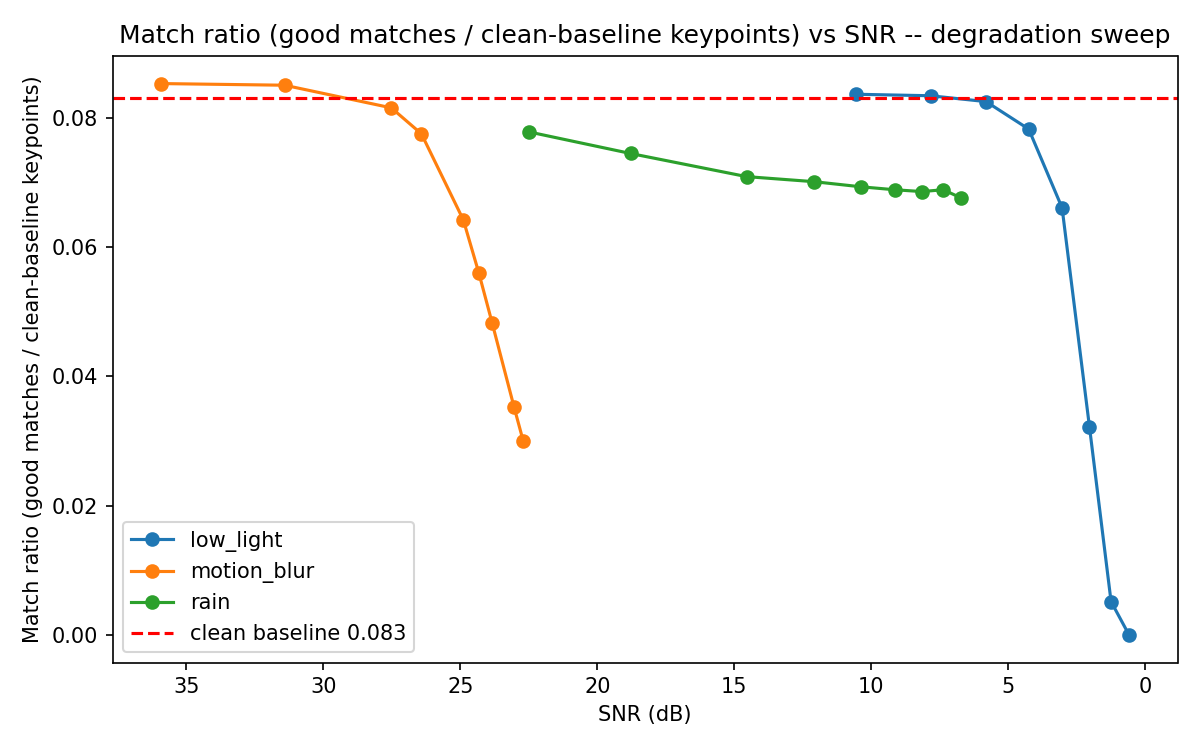 Match ratio (good matches / clean-baseline keypoints) vs SNR -- degradation sweep
Match ratio (good matches / clean-baseline keypoints)
0.08
0.06
0.04
0.02
0.00
low_light
motion_blur
rain
clean baseline 0.083
35 30 25 20 15 10 5 0
SNR (dB)